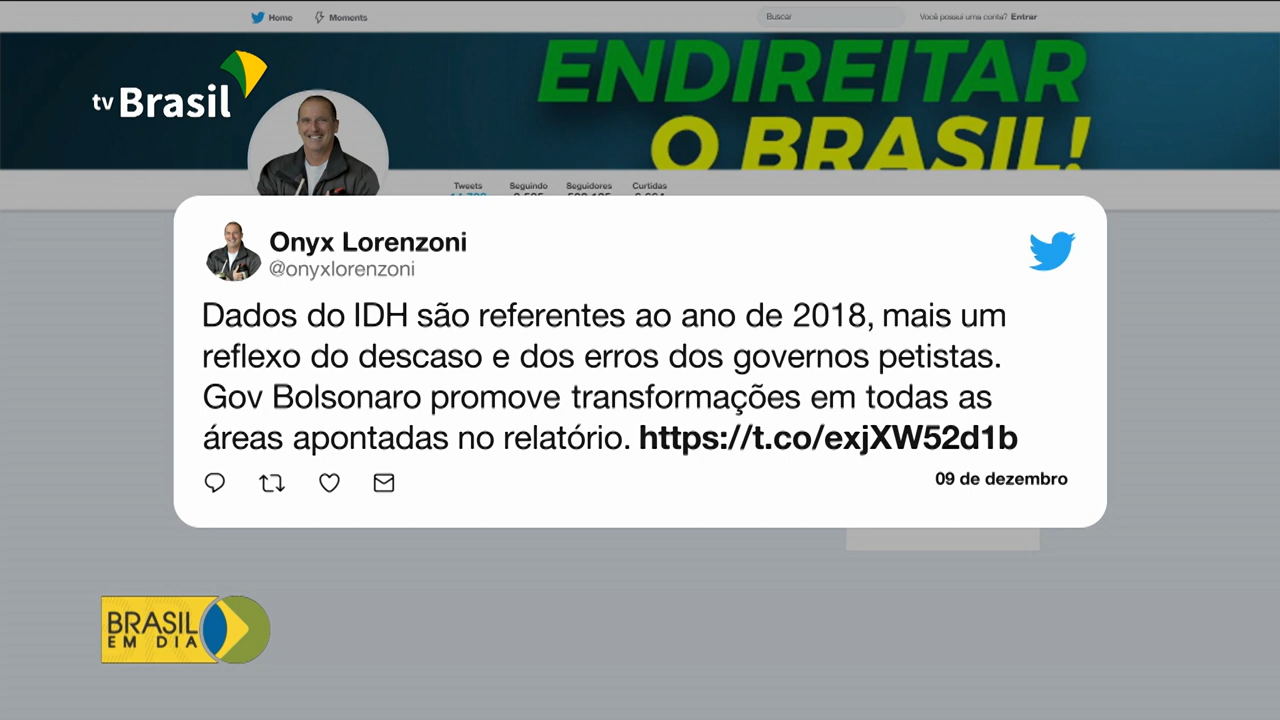 Home Moments Buscar Você possui uma conta? Entrar
tv Brasil
ENDIREITAR
O BRASIL!
Tweets Seguindo Seguidores Curtidas
Onyx Lorenzoni
@onyxlorenzoni
Dados do IDH são referentes ao ano de 2018, mais um
reflexo do descaso e dos erros dos governos petistas.
Gov Bolsonaro promove transformações em todas as
áreas apontadas no relatório. https://t.co/exjXW52d1b
09 de dezembro
BRASIL
EM DIA